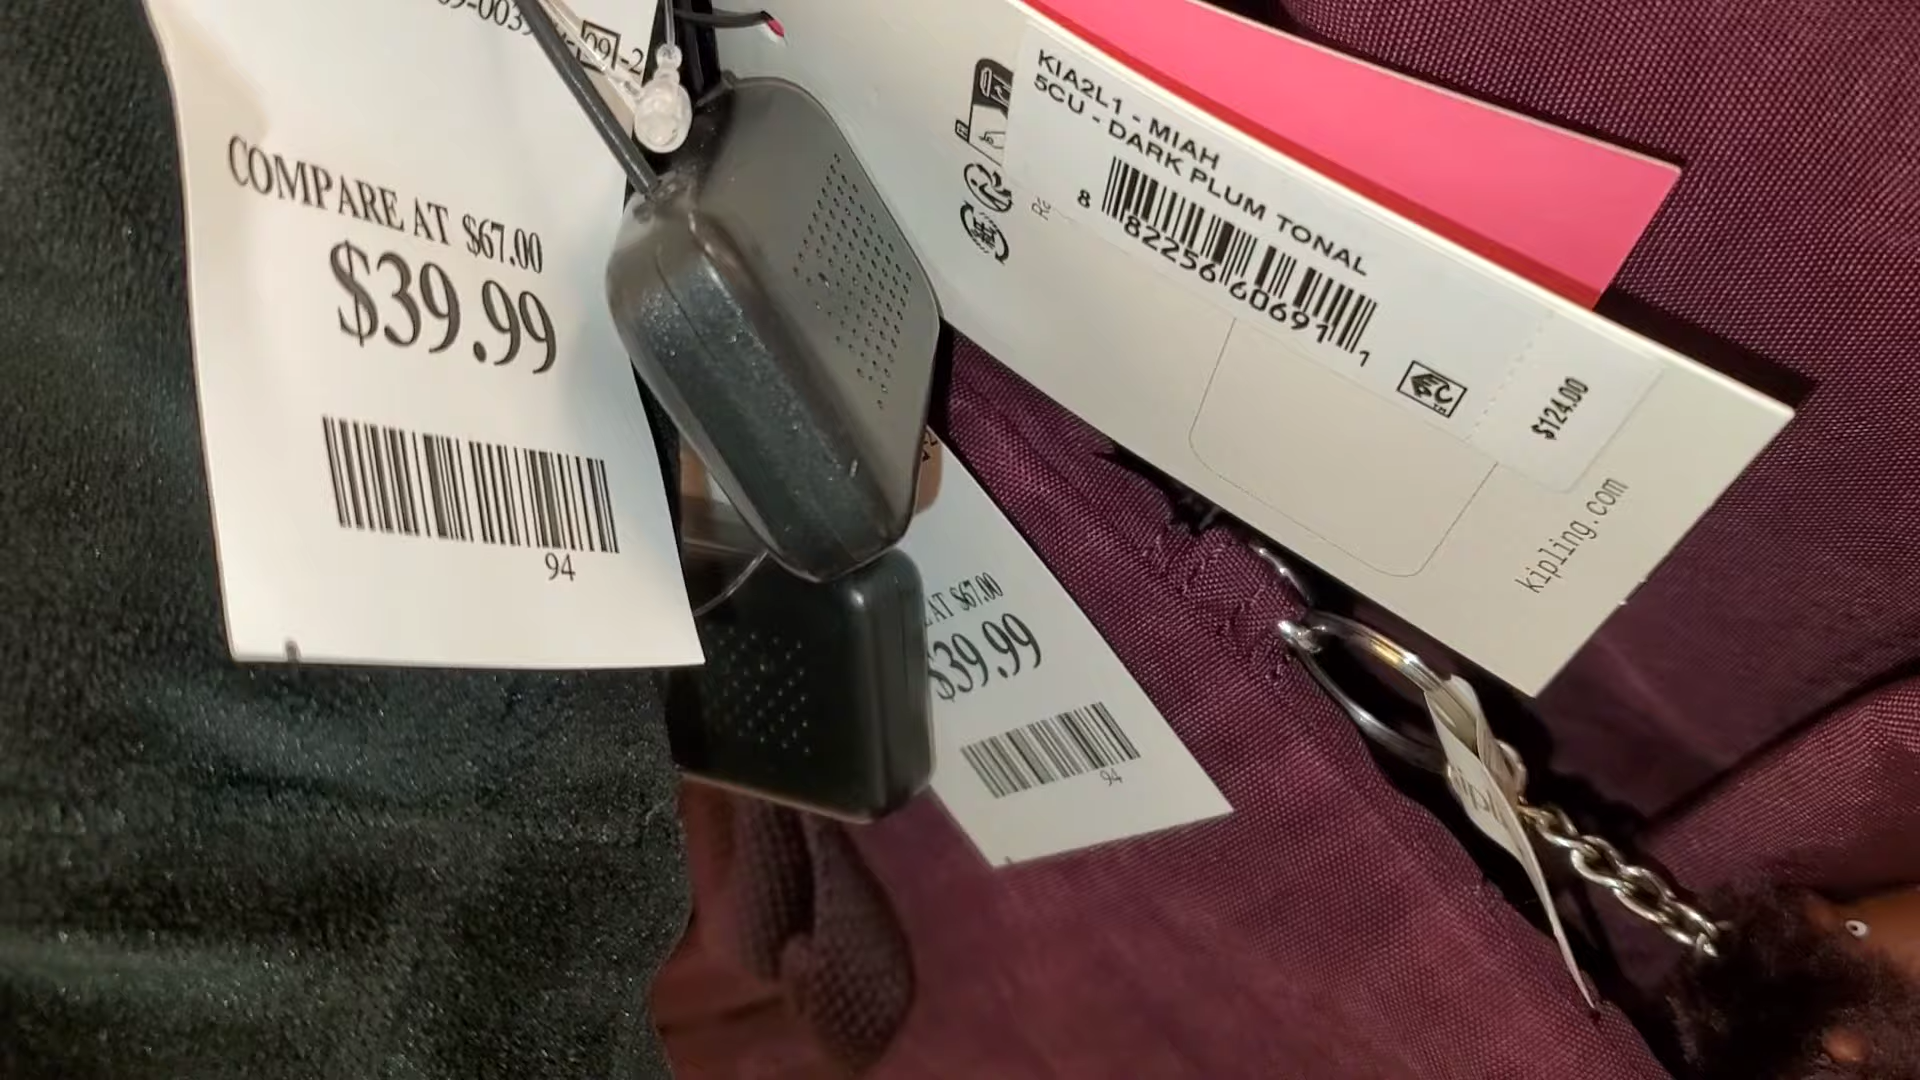 COMPARE AT $67.00
$39.99
94
KIA2L1 - MIAH
5CU - DARK PLUM TONAL
8 82256 60691 1
$124.00
kipling.com
AT $67.00
$39.99
94